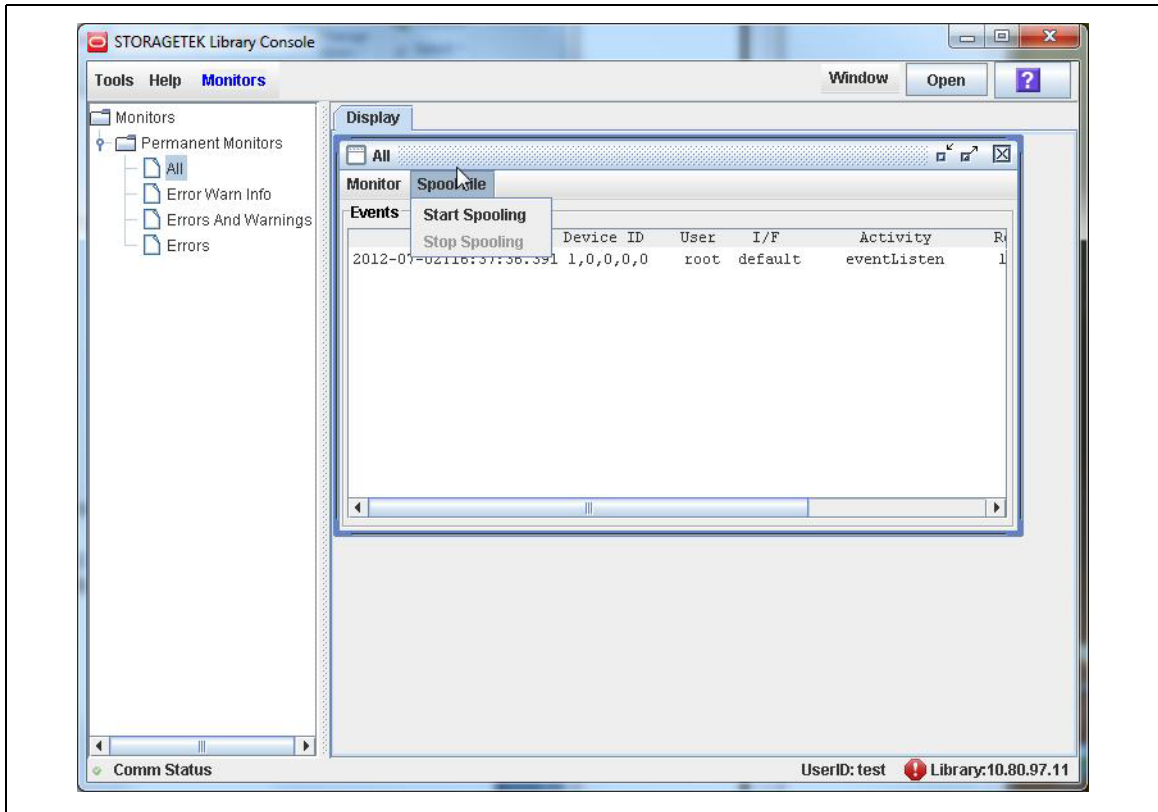 STORAGETEK Library Console
Tools Help Monitors Window Open ?
Monitors
Permanent Monitors
All
Error Warn Info
Errors And Warnings
Errors
Display
All
Monitor Spool File
Start Spooling
Stop Spooling
Events
Device ID User I/F Activity
1,0,0,0,0 root default eventListen
Comm Status UserID: test Library:10.80.97.11